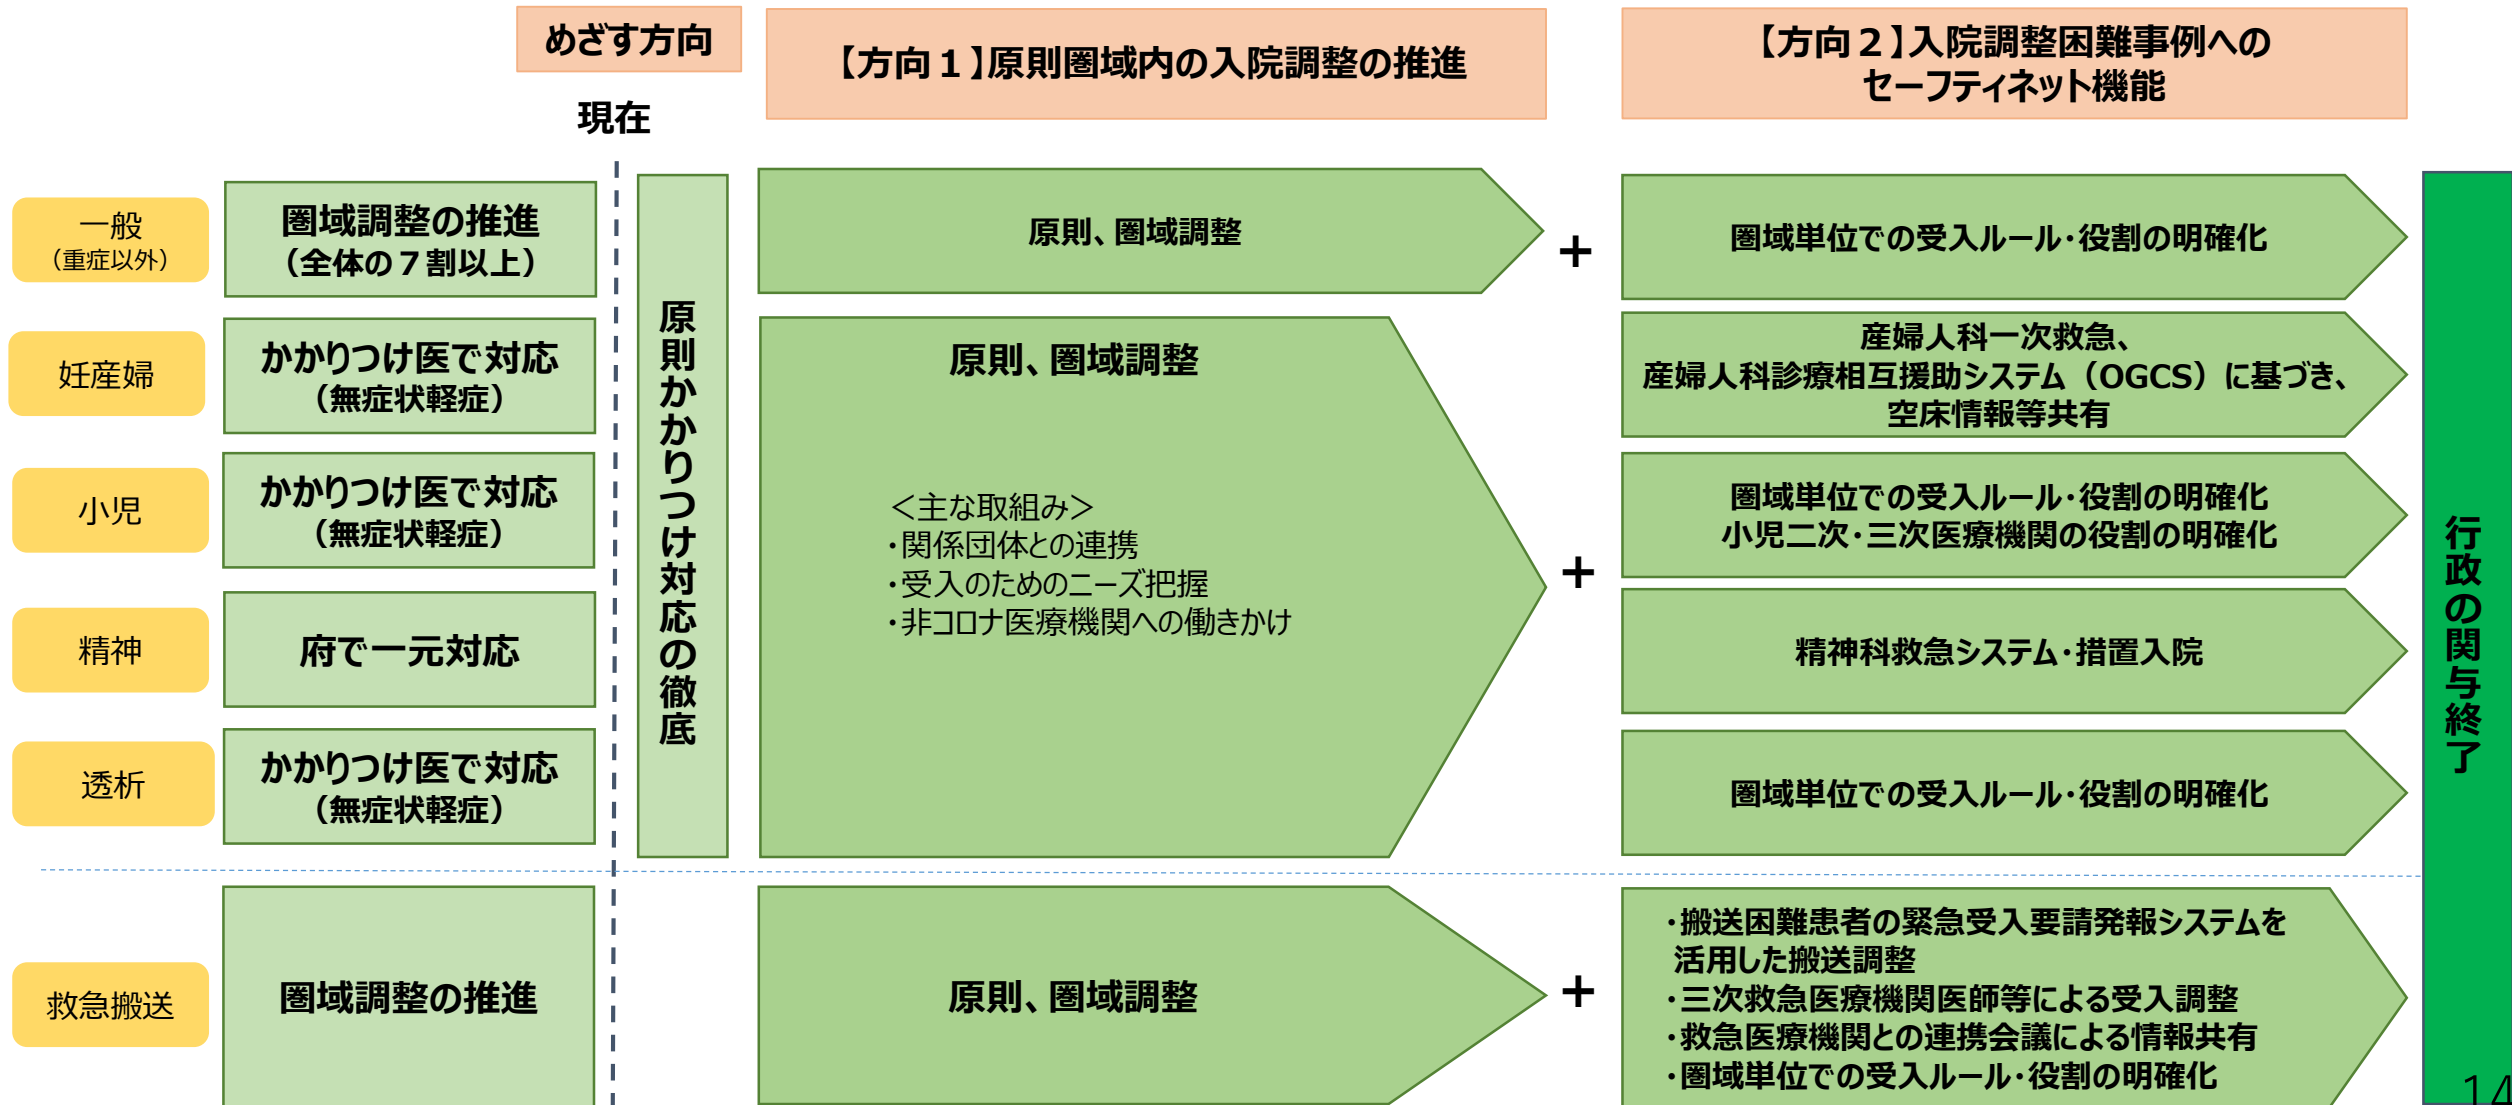 めざす方向
【方向１】原則圏域内の入院調整の推進
【方向２】入院調整困難事例への
セーフティネット機能
現在
一般
（重症以外）
圏域調整の推進
（全体の７割以上）
原則、圏域調整
+
圏域単位での受入ルール・役割の明確化
原則かかりつけ対応の徹底
妊産婦
かかりつけ医で対応
（無症状軽症）
原則、圏域調整
＜主な取組み＞
・関係団体との連携
・受入のためのニーズ把握
・非コロナ医療機関への働きかけ
+
産婦人科一次救急、
産婦人科診療相互援助システム（OGCS）に基づき、
空床情報等共有
小児
かかりつけ医で対応
（無症状軽症）
圏域単位での受入ルール・役割の明確化
小児二次・三次医療機関の役割の明確化
精神
府で一元対応
精神科救急システム・措置入院
透析
かかりつけ医で対応
（無症状軽症）
圏域単位での受入ルール・役割の明確化
救急搬送
圏域調整の推進
原則、圏域調整
+
・搬送困難患者の緊急受入要請発報システムを
活用した搬送調整
・三次救急医療機関医師等による受入調整
・救急医療機関との連携会議による情報共有
・圏域単位での受入ルール・役割の明確化
行政の関与終了
14